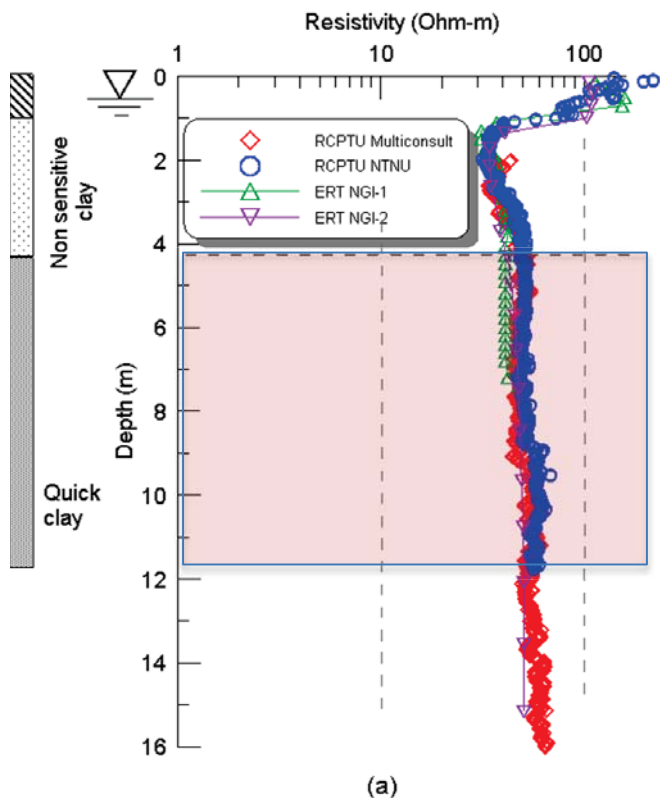 Resistivity (Ohm-m)
1 10 100
0
2
4
6
8
10
12
14
16
Depth (m)
Non sensitive
clay
Quick
clay
RCPTU Multiconsult
RCPTU NTNU
ERT NGI-1
ERT NGI-2
(a)